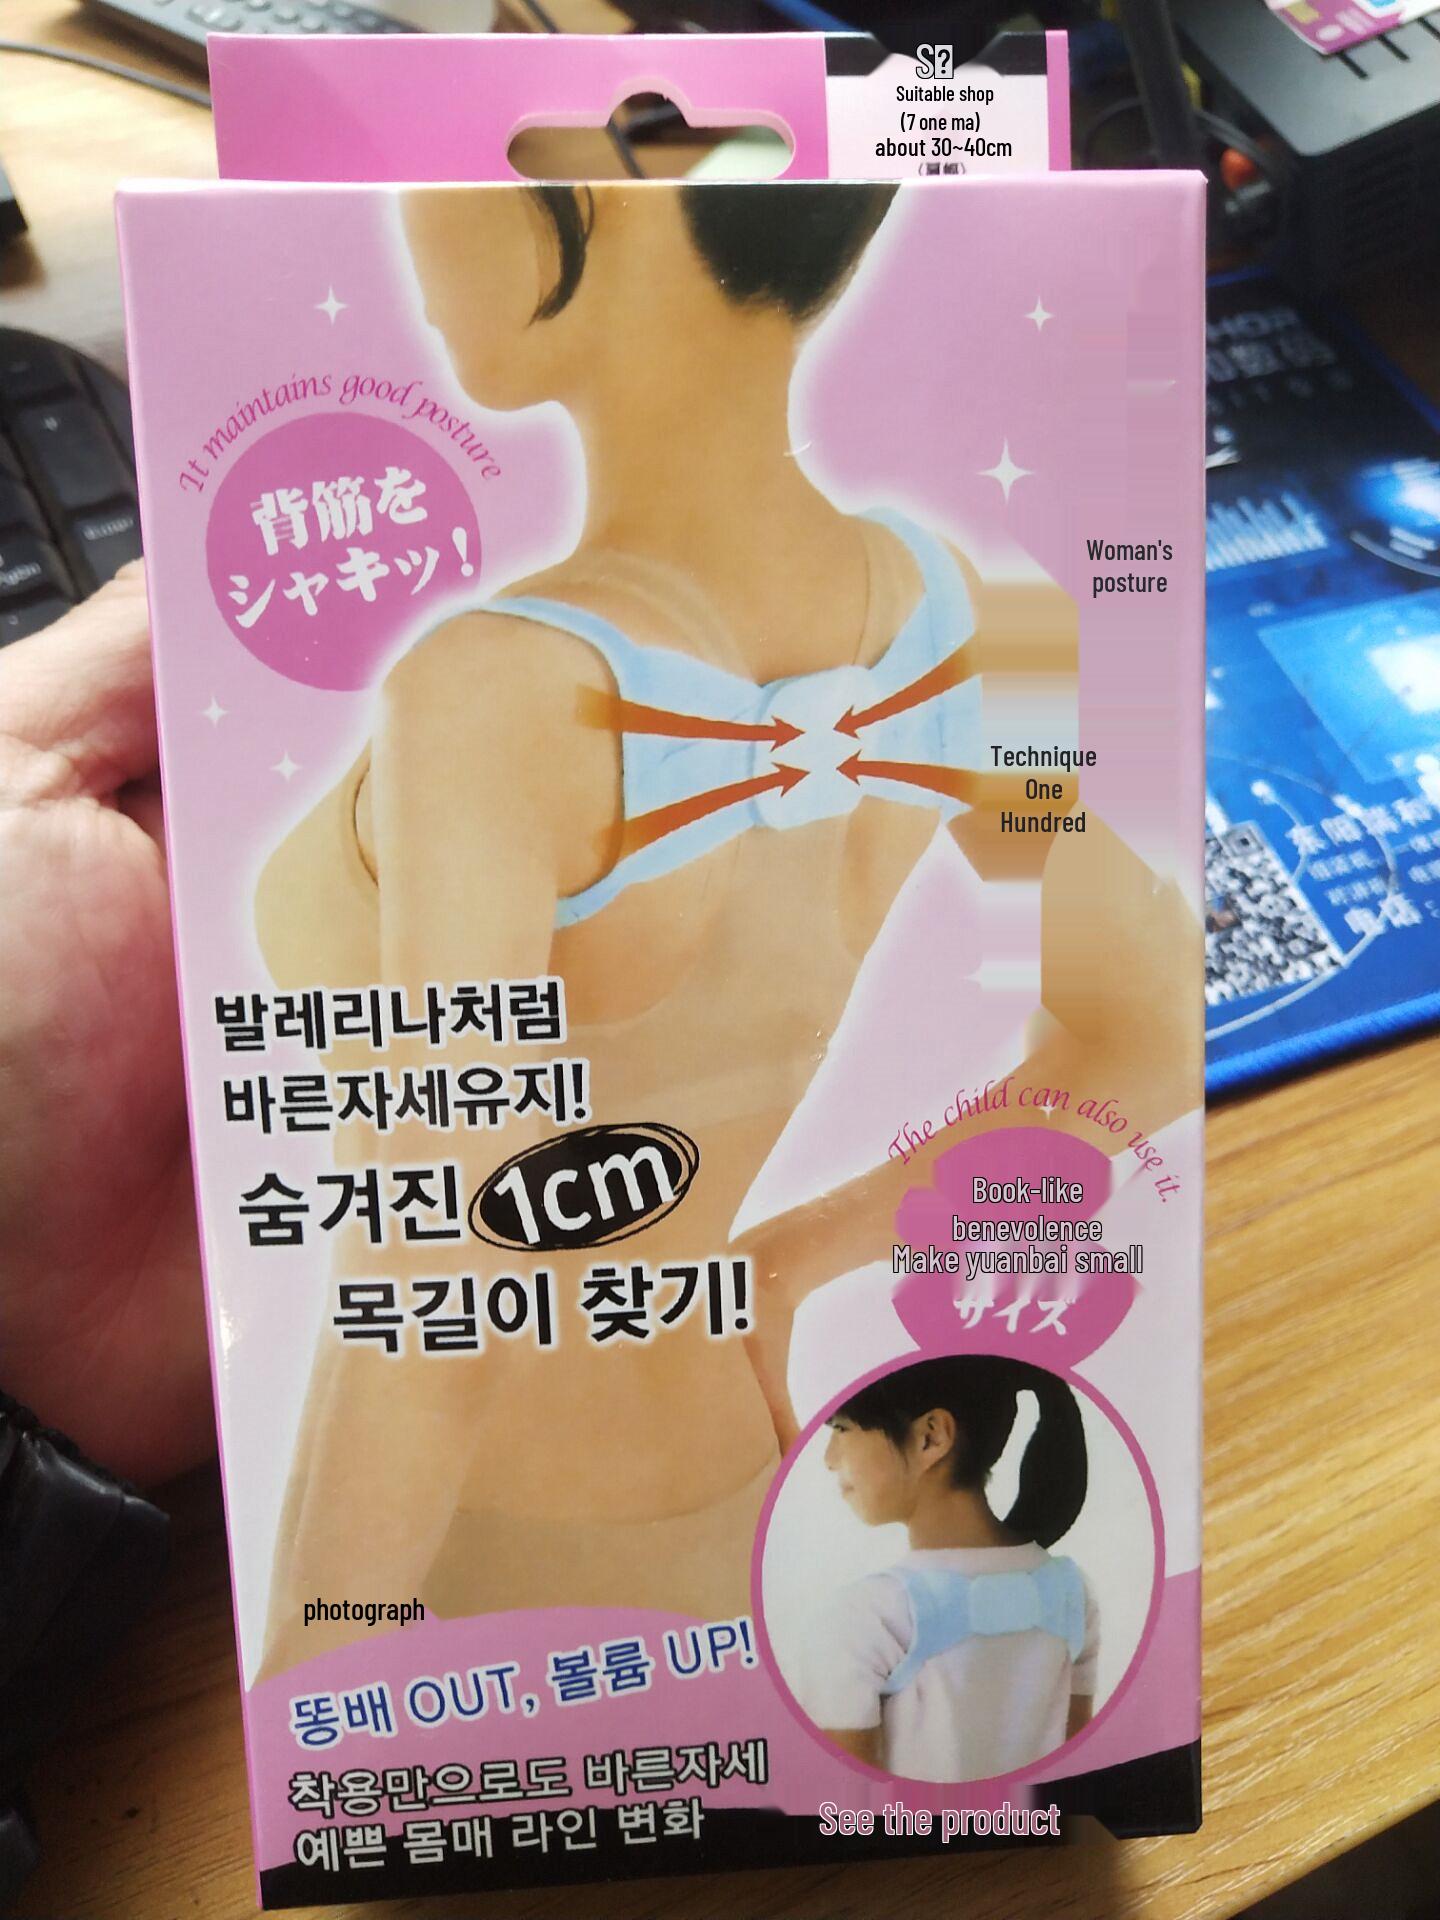 S
Suitable shop
(7 one ma)
about 30~40cm
It maintains good posture
背筋を
シャキッ!
Woman's
posture
Technique
One
Hundred
발레리나처럼
바른자세유지!
숨겨진 1cm
목길이 찾기!
The child can also use it.
Book-like
benevolence
Make yuanbai small
サイズ
photograph
똥배 OUT, 볼륨 UP!
착용만으로도 바른자세
예쁜 몸매 라인 변화
See the product